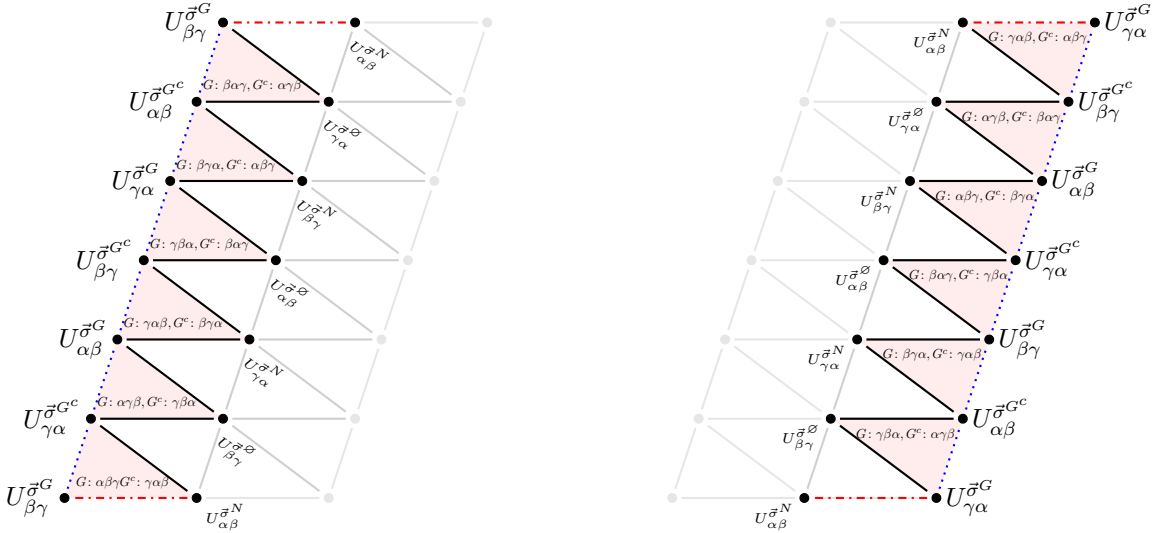 U_{βγ}^{\vec{σ}^G}
U_{αβ}^{\vec{σ}^N}
G: βαγ, G^c: αγβ
U_{αβ}^{\vec{σ}^{G^c}}
U_{γα}^{\vec{σ}^∅}
G: βγα, G^c: αβγ
U_{γα}^{\vec{σ}^G}
U_{βγ}^{\vec{σ}^N}
G: γβα, G^c: βαγ
U_{βγ}^{\vec{σ}^{G^c}}
U_{αβ}^{\vec{σ}^∅}
G: γαβ, G^c: βγα
U_{αβ}^{\vec{σ}^G}
U_{γα}^{\vec{σ}^N}
G: αγβ, G^c: γβα
U_{γα}^{\vec{σ}^{G^c}}
U_{βγ}^{\vec{σ}^∅}
G: αβγG^c: γαβ
U_{βγ}^{\vec{σ}^G}
U_{αβ}^{\vec{σ}^N}
U_{αβ}^{\vec{σ}^N}
U_{γα}^{\vec{σ}^G}
G: γαβ, G^c: αβγ
U_{γα}^{\vec{σ}^∅}
U_{βγ}^{\vec{σ}^{G^c}}
G: αγβ, G^c: βαγ
U_{βγ}^{\vec{σ}^N}
U_{αβ}^{\vec{σ}^G}
G: αβγ, G^c: βγα
U_{αβ}^{\vec{σ}^∅}
U_{γα}^{\vec{σ}^{G^c}}
G: βαγ, G^c: γβα
U_{γα}^{\vec{σ}^N}
U_{βγ}^{\vec{σ}^G}
G: βγα, G^c: γαβ
U_{βγ}^{\vec{σ}^∅}
U_{αβ}^{\vec{σ}^{G^c}}
G: γβα, G^c: αγβ
U_{αβ}^{\vec{σ}^N}
U_{γα}^{\vec{σ}^G}